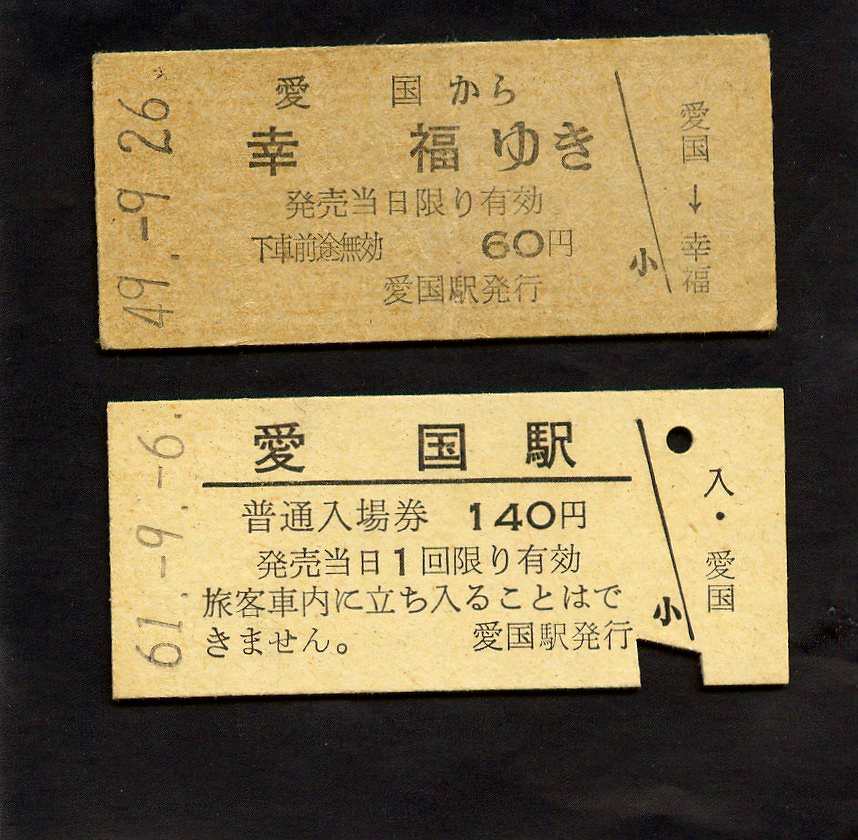 49.-9 26.
愛 国 から
幸 福 ゆき
発売当日限り有効
下車前途無効 60円
愛国駅発行
小
愛国→幸福
61.-9.-6.
愛 国 駅
普通入場券 140円
発売当日1回限り有効
旅客車内に立ち入ることはで
きません。 愛国駅発行
小
入・愛国